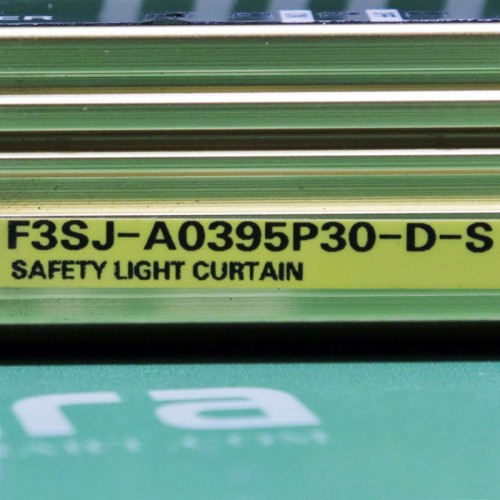 F3SJ-A0395P30-D-S
SAFETY LIGHT CURTAIN